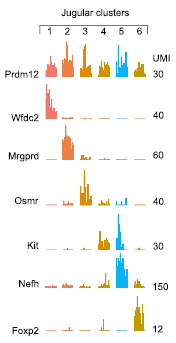 Jugular clusters
1 2 3 4 5 6 UMI
Prdm12 30
Wfdc2 40
Mrgprd 60
Osmr 40
Kit 30
Nefh 150
Foxp2 12